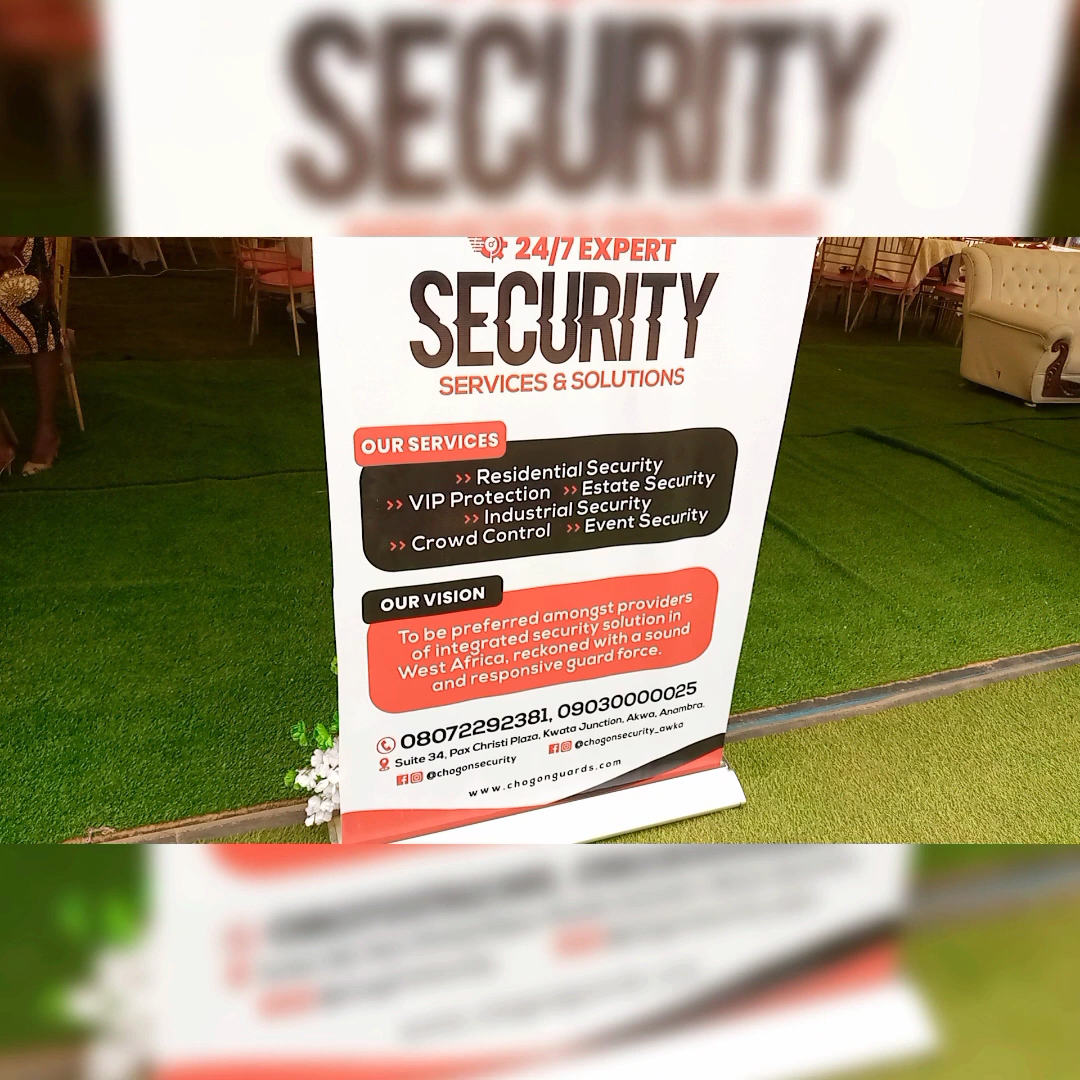 SECURITY
24/7 EXPERT
SECURITY
SERVICES & SOLUTIONS
OUR SERVICES
>> Residential Security
>> VIP Protection >> Estate Security
>> Industrial Security
>> Crowd Control >> Event Security
OUR VISION
To be preferred amongst providers
of integrated security solution in
West Africa, reckoned with a sound
and responsive guard force.
08072292381, 09030000025
Suite 34, Pax Christi Plaza, Kwata Junction, Akwa, Anambra.
@chogonsecurity @chogonsecurity_awka
www.chogonguards.com